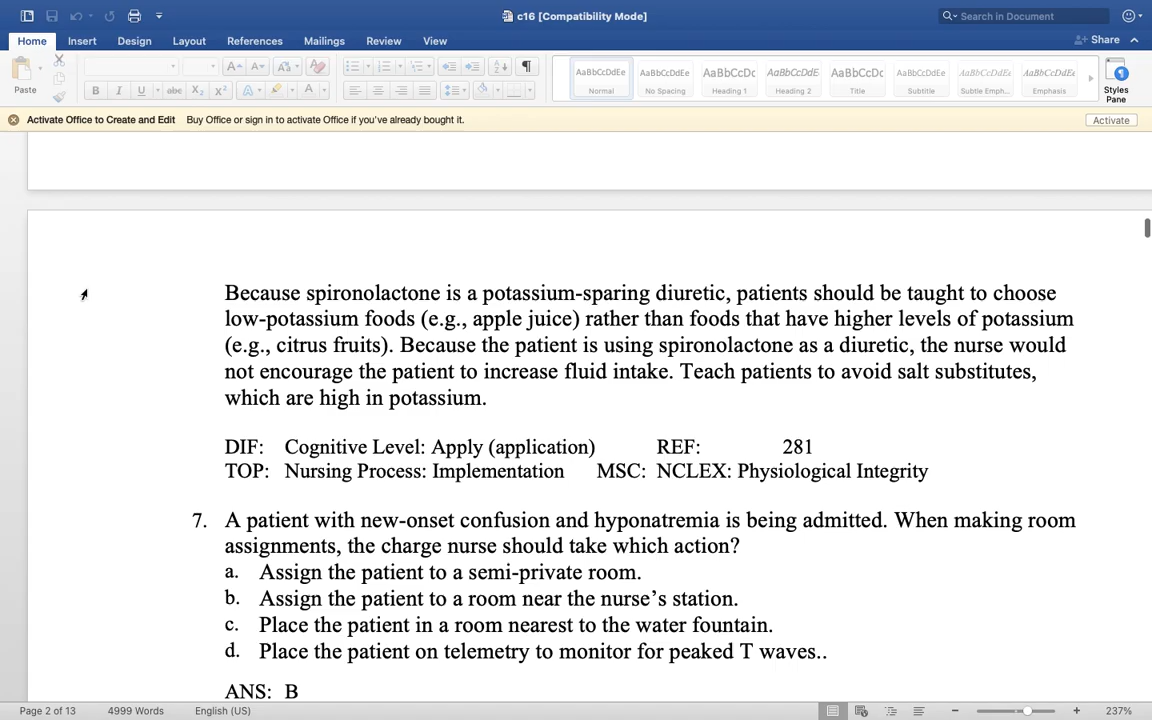 c16 [Compatibility Mode]
Search in Document
Home Insert Design Layout References Mailings Review View
Share
Paste
AaBbCcDdEe AaBbCcDdEe AaBbCcDc AaBbCcDdE AaBbCcDc AaBbCcDdEe AaBbCcDdEe AaBbCcDdEe
Normal No Spacing Heading 1 Heading 2 Title Subtitle Subtle Emph... Emphasis
Styles
Pane
Activate Office to Create and Edit Buy Office or sign in to activate Office if you've already bought it. Activate
Because spironolactone is a potassium-sparing diuretic, patients should be taught to choose
low-potassium foods (e.g., apple juice) rather than foods that have higher levels of potassium
(e.g., citrus fruits). Because the patient is using spironolactone as a diuretic, the nurse would
not encourage the patient to increase fluid intake. Teach patients to avoid salt substitutes,
which are high in potassium.
DIF: Cognitive Level: Apply (application) REF: 281
TOP: Nursing Process: Implementation MSC: NCLEX: Physiological Integrity
7. A patient with new-onset confusion and hyponatremia is being admitted. When making room
assignments, the charge nurse should take which action?
a. Assign the patient to a semi-private room.
b. Assign the patient to a room near the nurse’s station.
c. Place the patient in a room nearest to the water fountain.
d. Place the patient on telemetry to monitor for peaked T waves..
ANS: B
Page 2 of 13 4999 Words English (US) 237%